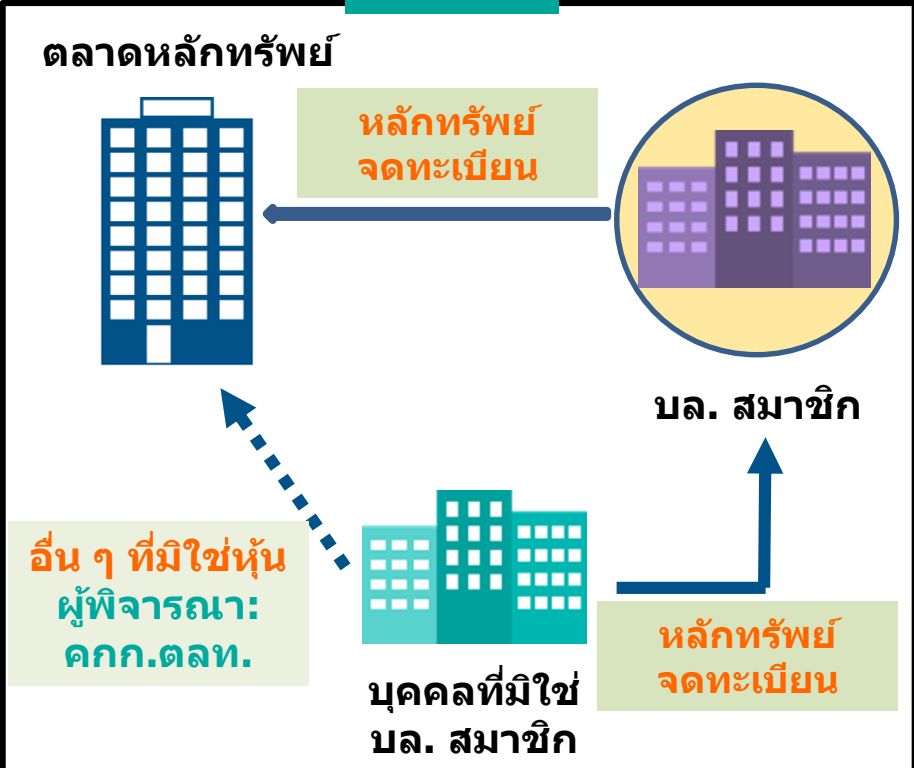 ตลาดหลักทรัพย์
หลักทรัพย์
จดทะเบียน
บล. สมาชิก
อื่น ๆ ที่มิใช่หุ้น
ผู้พิจารณา:
คกก.ตลท.
หลักทรัพย์
จดทะเบียน
บุคคลที่มิใช่
บล. สมาชิก